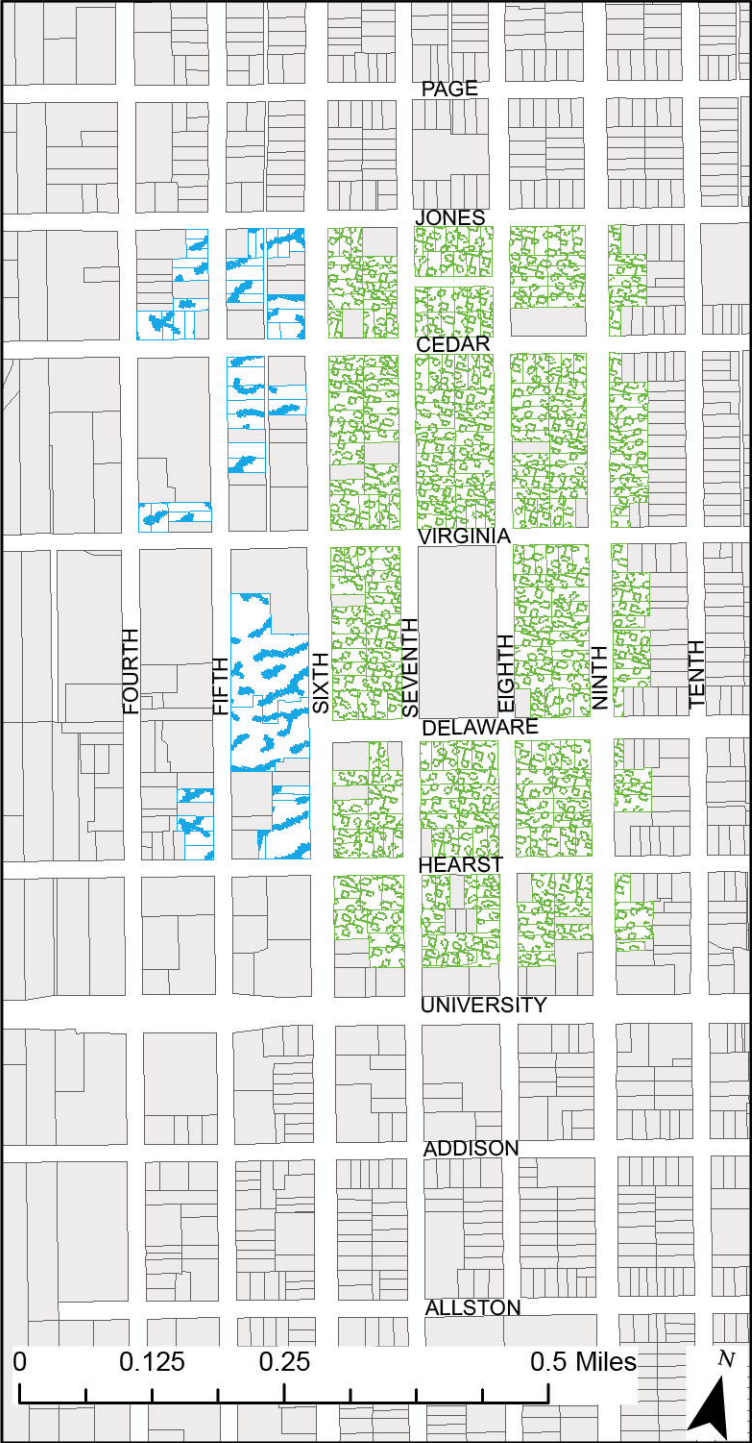 PAGE
JONES
CEDAR
VIRGINIA
FOURTH
FIFTH
SIXTH
SEVENTH
EIGHTH
NINTH
TENTH
DELAWARE
HEARST
UNIVERSITY
ADDISON
ALLSTON
0 0.125 0.25 0.5 Miles
N